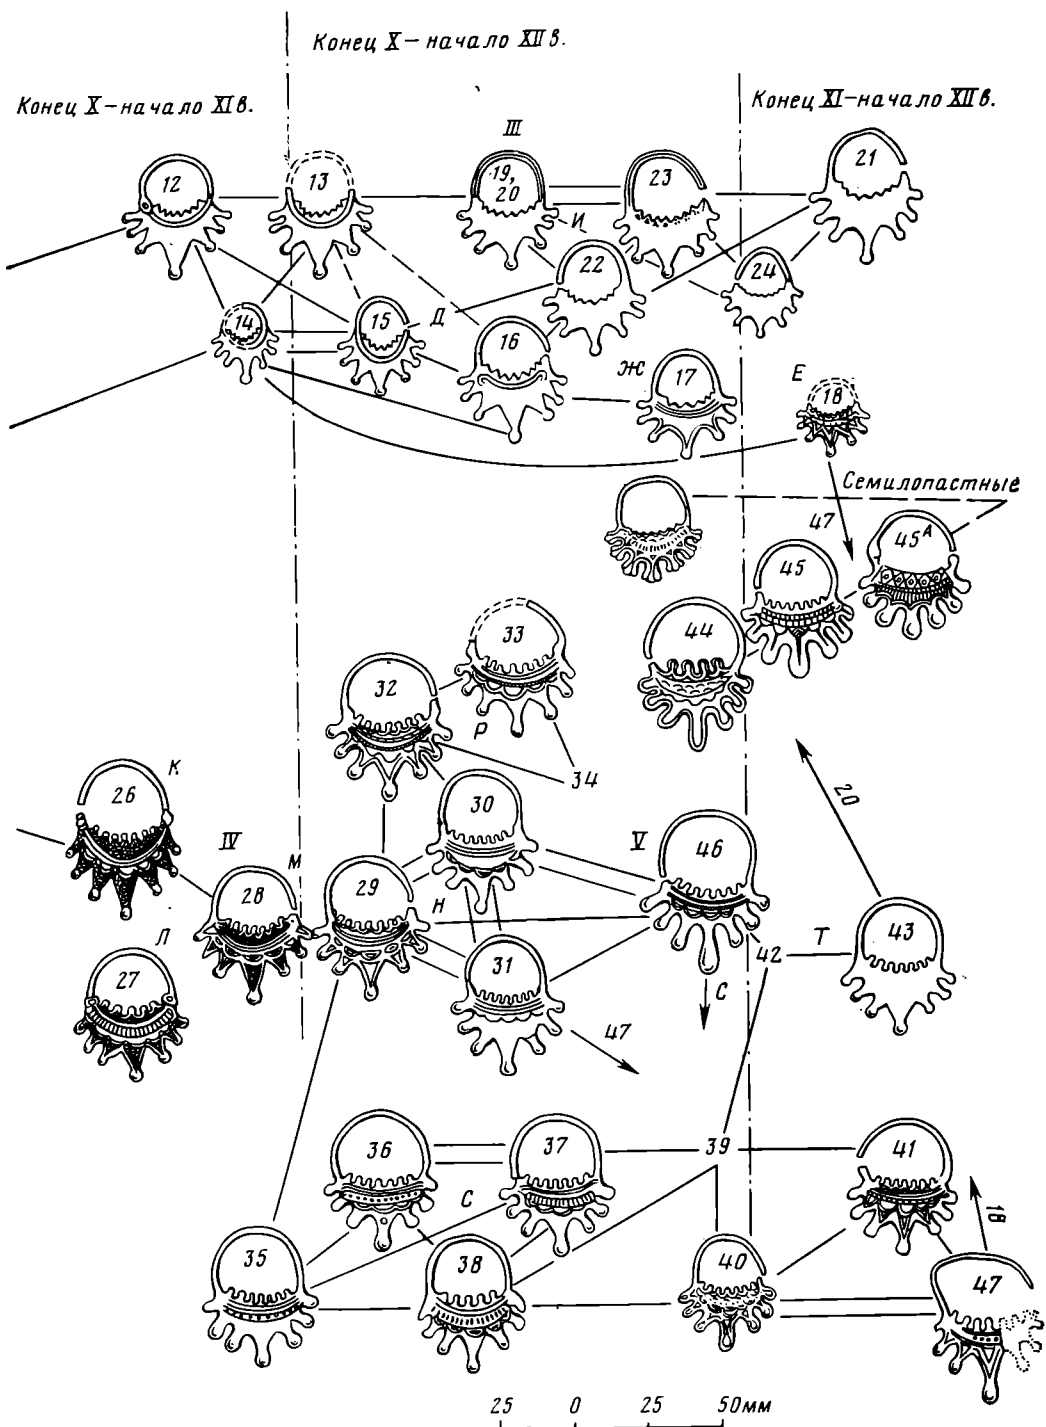 Конец X – начало XII в.
Конец X – начало XI в.
Конец XI – начало XII в.
III
12
13
19,
20
23
21
И
22
24
14
15
Д
16
Ж
17
Е
18
Семилопастные
47
45А
45
33
44
32
Р
34
К
26
30
20
IV
V
46
М
28
29
Н
43
Л
42
Т
27
31
С
47
36
37
39
41
С
18
35
38
40
47
25 0 25 50мм